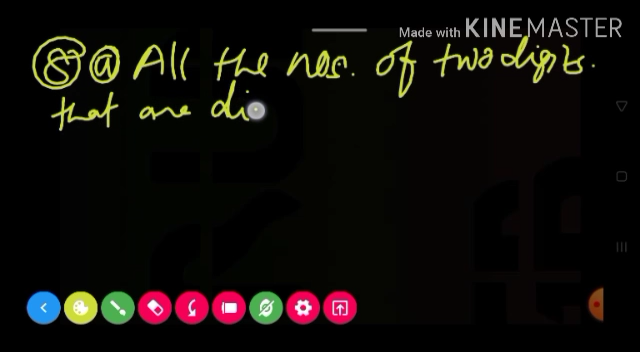 Made with KINEMASTER
8 a All the nos. of two digits.
that are di